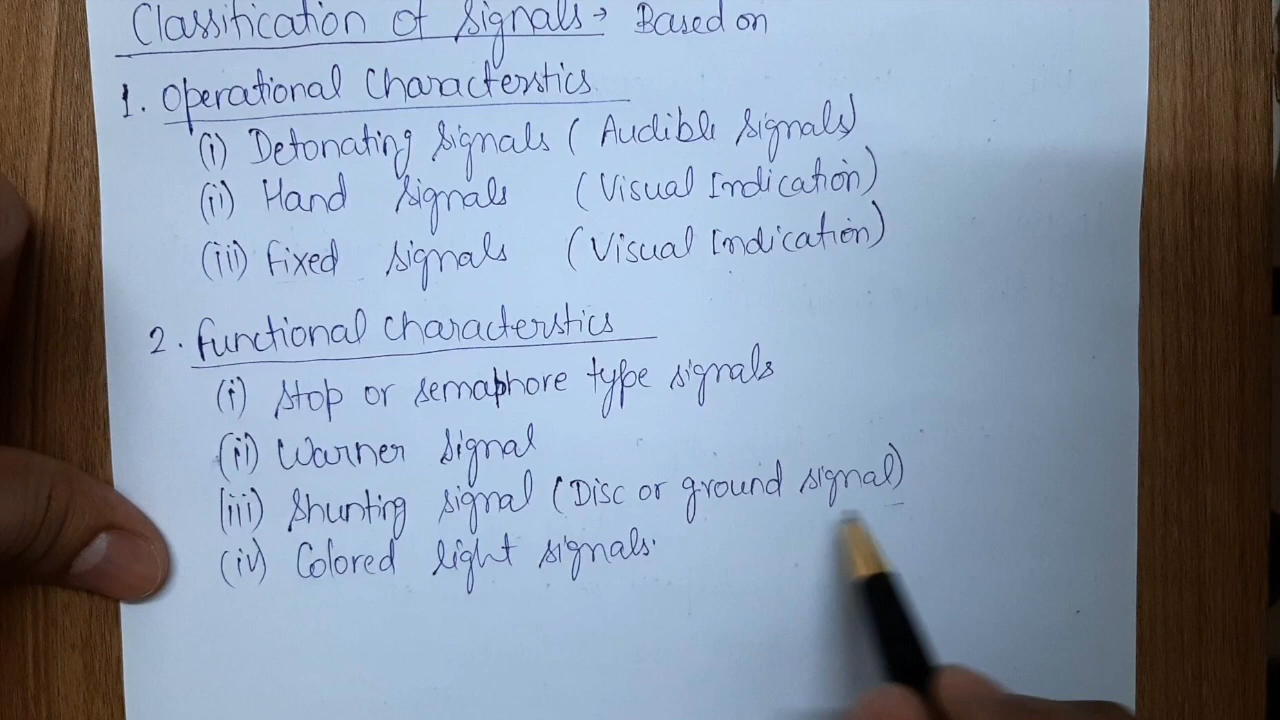 Classification of signals → Based on
1. Operational Characterstics
(i) Detonating signals ( Audible signals)
(ii) Hand signals (Visual Indication)
(iii) Fixed signals (Visual Indication)
2. Functional characterstics
(i) Stop or semaphore type signals
(ii) Warner signal
(iii) Shunting signal (Disc or ground signal)
(iv) Colored light signals.